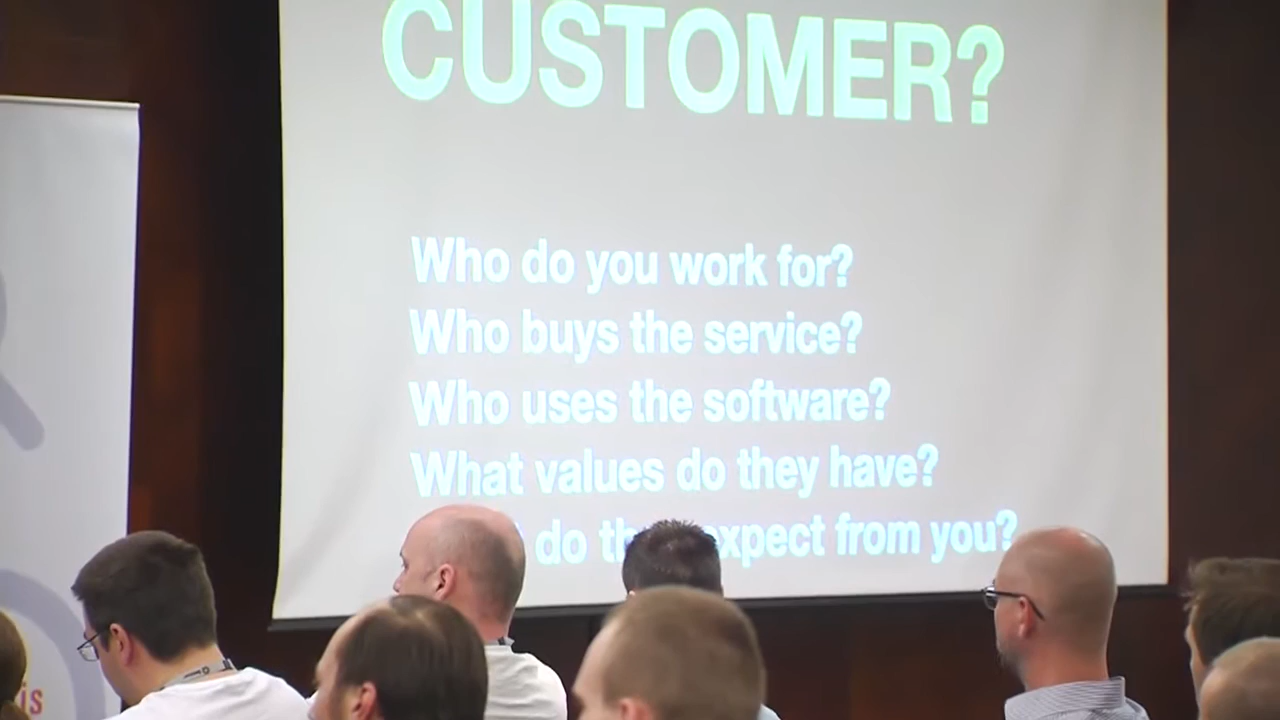 CUSTOMER?
Who do you work for?
Who buys the service?
Who uses the software?
What values do they have?
do expect from you?
is